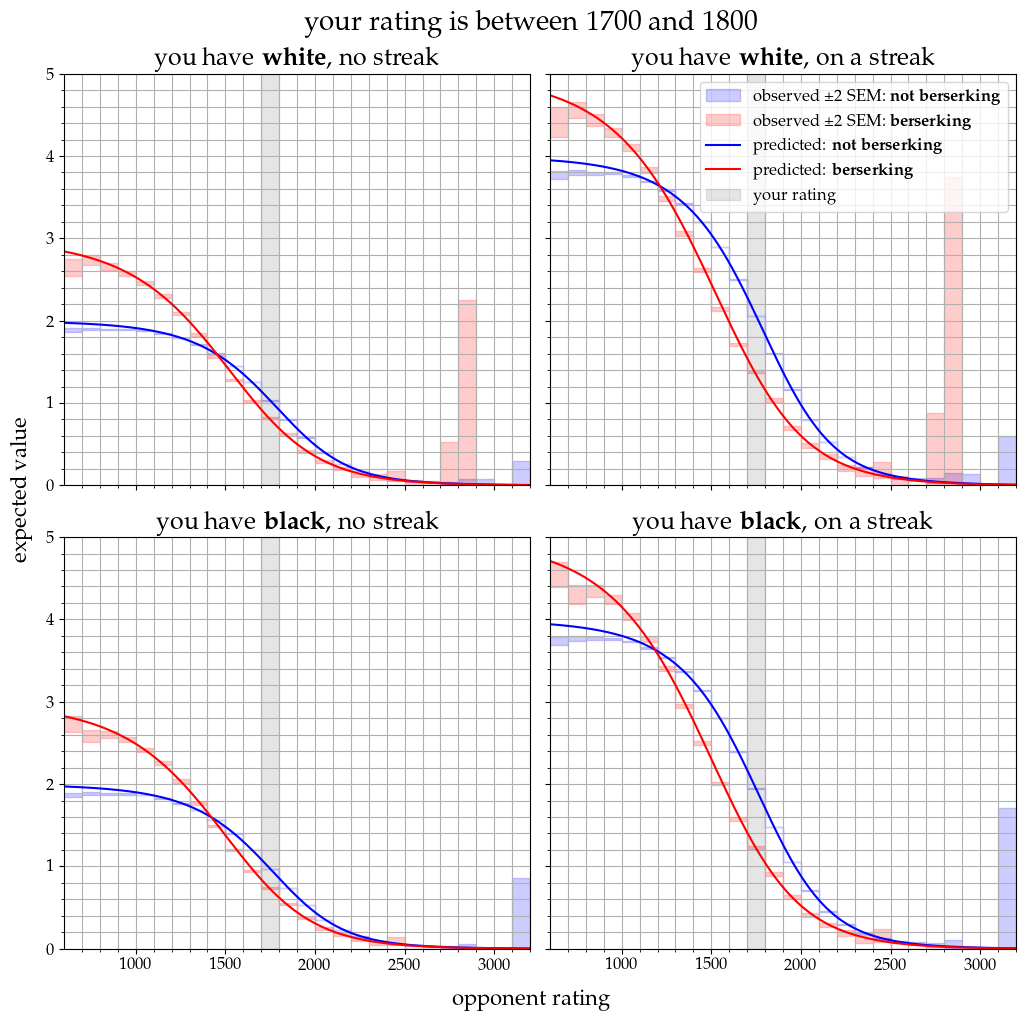 your rating is between 1700 and 1800
you have white, no streak
you have white, on a streak
5
4
3
2
1
0
observed ±2 SEM: not berserking
observed ±2 SEM: berserking
predicted: not berserking
predicted: berserking
your rating
expected value
you have black, no streak
you have black, on a streak
5
4
3
2
1
0
1000 1500 2000 2500 3000
1000 1500 2000 2500 3000
opponent rating